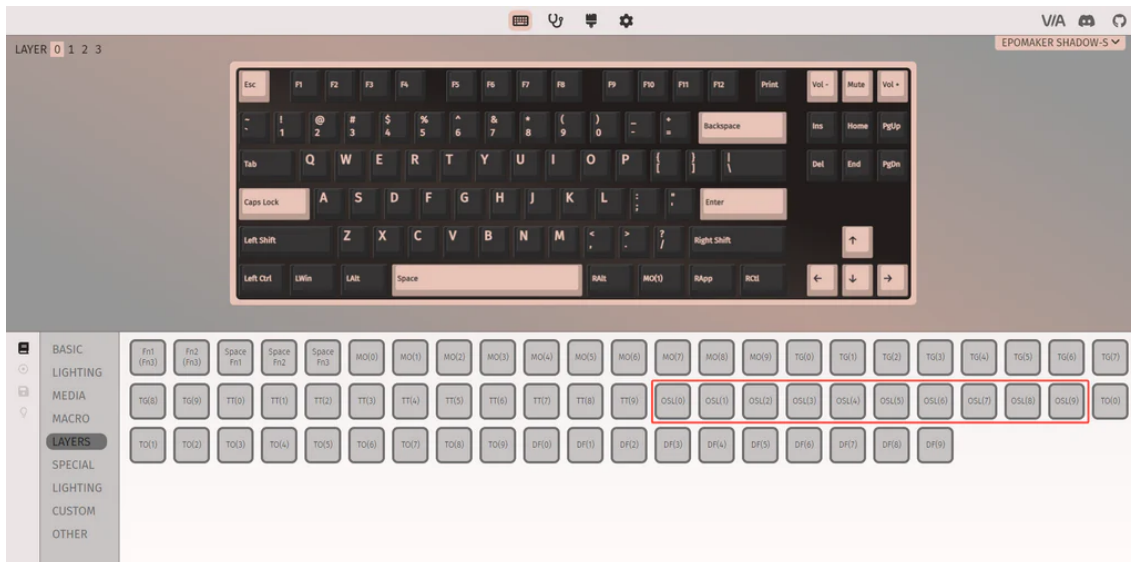 VIA
LAYER 0 1 2 3
EPOMAKER SHADOW-S
Esc F1 F2 F3 F4 F5 F6 F7 F8 F9 F10 F11 F12 Print Vol - Mute Vol +
~ ! @ # $ % ^ & * ( ) _ + Backspace Ins Home PgUp
` 1 2 3 4 5 6 7 8 9 0 - =
Tab Q W E R T Y U I O P { } | Del End PgDn
[ ] \
Caps Lock A S D F G H J K L : " Enter
; '
Left Shift Z X C V B N M < > ? Right Shift ↑
, . /
Left Ctrl LWin LAlt Space RAlt MO(1) RApp RCtl ← ↓ →
BASIC
LIGHTING
MEDIA
MACRO
LAYERS
SPECIAL
LIGHTING
CUSTOM
OTHER
Fn1 Fn2 Space Space Space MO(0) MO(1) MO(2) MO(3) MO(4) MO(5) MO(6) MO(7) MO(8) MO(9) TG(0) TG(1) TG(2) TG(3) TG(4) TG(5) TG(6) TG(7)
(Fn3) (Fn3) Fn1 Fn2 Fn3
TG(8) TG(9) TT(0) TT(1) TT(2) TT(3) TT(4) TT(5) TT(6) TT(7) TT(8) TT(9) OSL(0) OSL(1) OSL(2) OSL(3) OSL(4) OSL(5) OSL(6) OSL(7) OSL(8) OSL(9) TO(0)
TO(1) TO(2) TO(3) TO(4) TO(5) TO(6) TO(7) TO(8) TO(9) DF(0) DF(1) DF(2) DF(3) DF(4) DF(5) DF(6) DF(7) DF(8) DF(9)